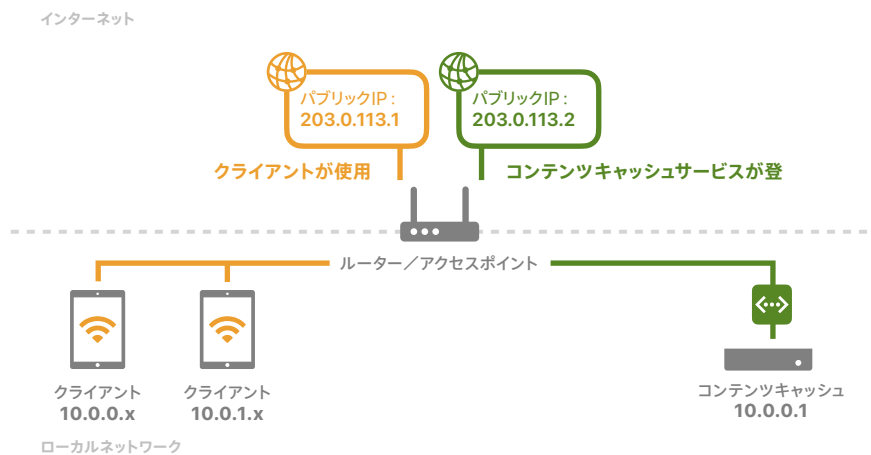 インターネット
パブリックIP：
203.0.113.1
パブリックIP：
203.0.113.2
クライアントが使用
コンテンツキャッシュサービスが登
ルーター／アクセスポイント
クライアント
10.0.0.x
クライアント
10.0.1.x
コンテンツキャッシュ
10.0.0.1
ローカルネットワーク